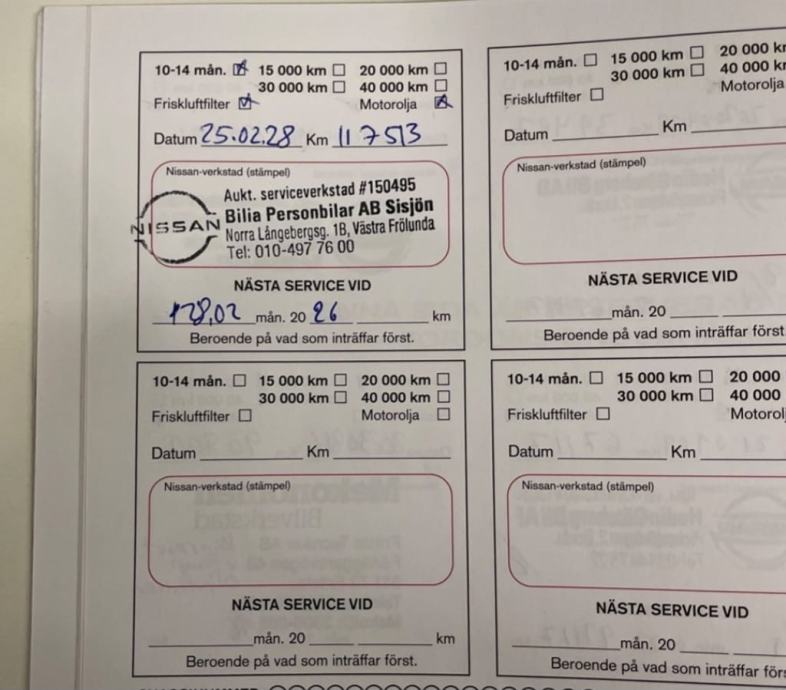 10-14 mån. ☒ 15 000 km ☐ 20 000 km ☐
30 000 km ☐ 40 000 km ☐
Friskluftfilter ☒ Motorolja ☒
Datum 25.02.28 Km 117513
Nissan-verkstad (stämpel)
NISSAN
Aukt. serviceverkstad #150495
Bilia Personbilar AB Sisjön
Norra Långebergsg. 1B, Västra Frölunda
Tel: 010-497 76 00
NÄSTA SERVICE VID
mån. 20 26 km
Beroende på vad som inträffar först.
10-14 mån. ☐ 15 000 km ☐ 20 000 km
30 000 km ☐ 40 000 km
Friskluftfilter ☐ Motorolja
Datum Km
Nissan-verkstad (stämpel)
NÄSTA SERVICE VID
mån. 20
Beroende på vad som inträffar först
10-14 mån. ☐ 15 000 km ☐ 20 000 km ☐
30 000 km ☐ 40 000 km ☐
Friskluftfilter ☐ Motorolja ☐
Datum Km
Nissan-verkstad (stämpel)
NÄSTA SERVICE VID
mån. 20 km
Beroende på vad som inträffar först.
10-14 mån. ☐ 15 000 km ☐ 20 000
30 000 km ☐ 40 000
Friskluftfilter ☐ Motorol
Datum Km
Nissan-verkstad (stämpel)
NÄSTA SERVICE VID
mån. 20
Beroende på vad som inträffar förs